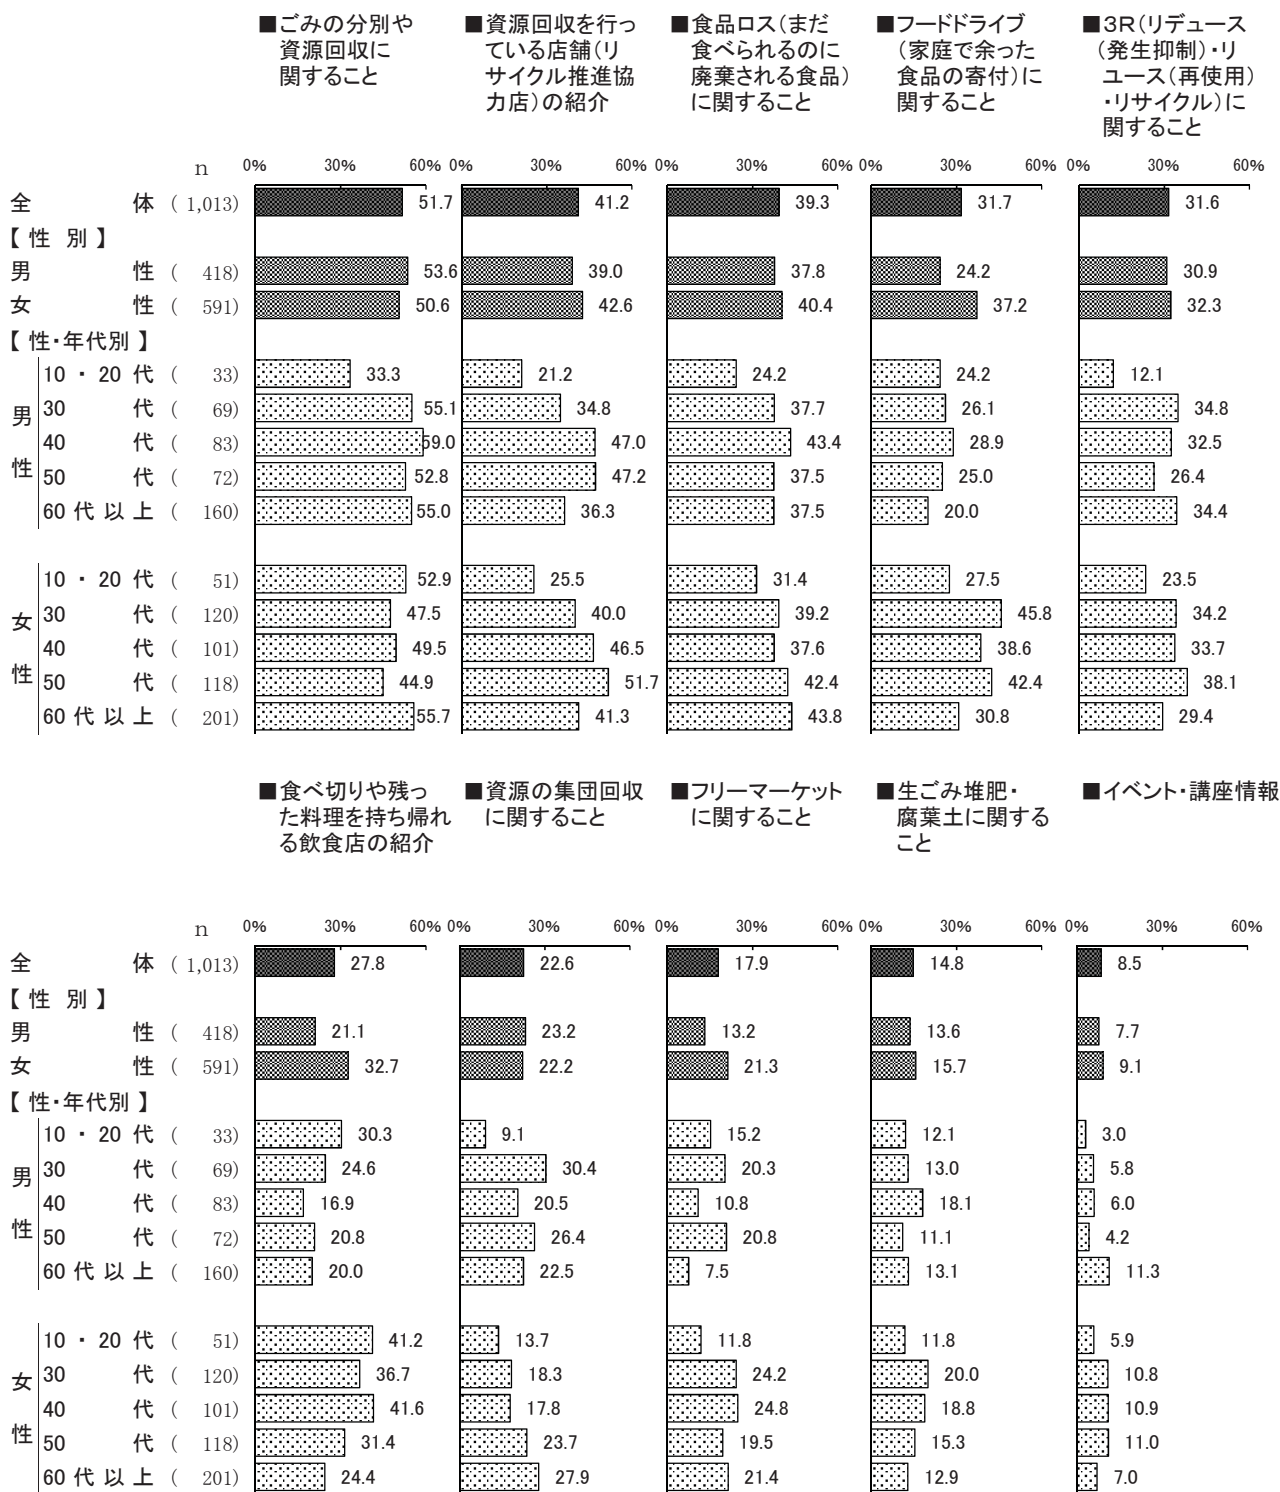 ■ごみの分別や
資源回収に
関すること
■資源回収を行っ
ている店舗(リ
サイクル推進協
力店)の紹介
■食品ロス(まだ
食べられるのに
廃棄される食品)
に関すること
■フードドライブ
(家庭で余った
食品の寄付)に
関すること
■3R(リデュース
(発生抑制)・リ
ユース(再使用)
・リサイクル)に
関すること
n 0% 30% 60% 0% 30% 60% 0% 30% 60% 0% 30% 60% 0% 30% 60%
全体 (1,013) 51.7 41.2 39.3 31.7 31.6
【性別】
男性 (418) 53.6 39.0 37.8 24.2 30.9
女性 (591) 50.6 42.6 40.4 37.2 32.3
【性・年代別】
男性
10・20代 (33) 33.3 21.2 24.2 24.2 12.1
30代 (69) 55.1 34.8 37.7 26.1 34.8
40代 (83) 59.0 47.0 43.4 28.9 32.5
50代 (72) 52.8 47.2 37.5 25.0 26.4
60代以上 (160) 55.0 36.3 37.5 20.0 34.4
女性
10・20代 (51) 52.9 25.5 31.4 27.5 23.5
30代 (120) 47.5 40.0 39.2 45.8 34.2
40代 (101) 49.5 46.5 37.6 38.6 33.7
50代 (118) 44.9 51.7 42.4 42.4 38.1
60代以上 (201) 55.7 41.3 43.8 30.8 29.4
■食べ切りや残っ
た料理を持ち帰れ
る飲食店の紹介
■資源の集団回収
に関すること
■フリーマーケット
に関すること
■生ごみ堆肥・
腐葉土に関する
こと
■イベント・講座情報
n 0% 30% 60% 0% 30% 60% 0% 30% 60% 0% 30% 60% 0% 30% 60%
全体 (1,013) 27.8 22.6 17.9 14.8 8.5
【性別】
男性 (418) 21.1 23.2 13.2 13.6 7.7
女性 (591) 32.7 22.2 21.3 15.7 9.1
【性・年代別】
男性
10・20代 (33) 30.3 9.1 15.2 12.1 3.0
30代 (69) 24.6 30.4 20.3 13.0 5.8
40代 (83) 16.9 20.5 10.8 18.1 6.0
50代 (72) 20.8 26.4 20.8 11.1 4.2
60代以上 (160) 20.0 22.5 7.5 13.1 11.3
女性
10・20代 (51) 41.2 13.7 11.8 11.8 5.9
30代 (120) 36.7 18.3 24.2 20.0 10.8
40代 (101) 41.6 17.8 24.8 18.8 10.9
50代 (118) 31.4 23.7 19.5 15.3 11.0
60代以上 (201) 24.4 27.9 21.4 12.9 7.0